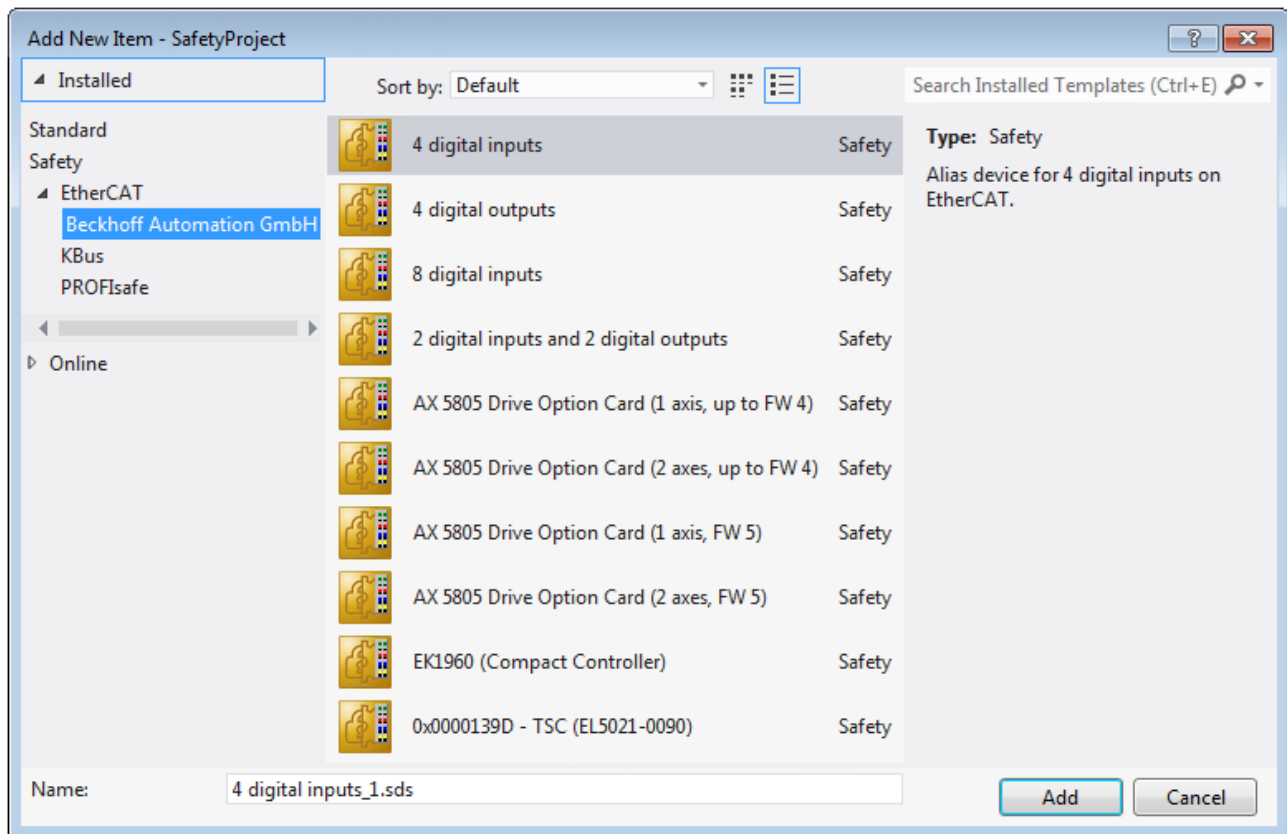 Add New Item - SafetyProject
Installed
Sort by: Default
Search Installed Templates (Ctrl+E)
Standard
Safety
EtherCAT
Beckhoff Automation GmbH
KBus
PROFIsafe
Online
4 digital inputs Safety
4 digital outputs Safety
8 digital inputs Safety
2 digital inputs and 2 digital outputs Safety
AX 5805 Drive Option Card (1 axis, up to FW 4) Safety
AX 5805 Drive Option Card (2 axes, up to FW 4) Safety
AX 5805 Drive Option Card (1 axis, FW 5) Safety
AX 5805 Drive Option Card (2 axes, FW 5) Safety
EK1960 (Compact Controller) Safety
0x0000139D - TSC (EL5021-0090) Safety
Type: Safety
Alias device for 4 digital inputs on
EtherCAT.
Name: 4 digital inputs_1.sds
Add Cancel